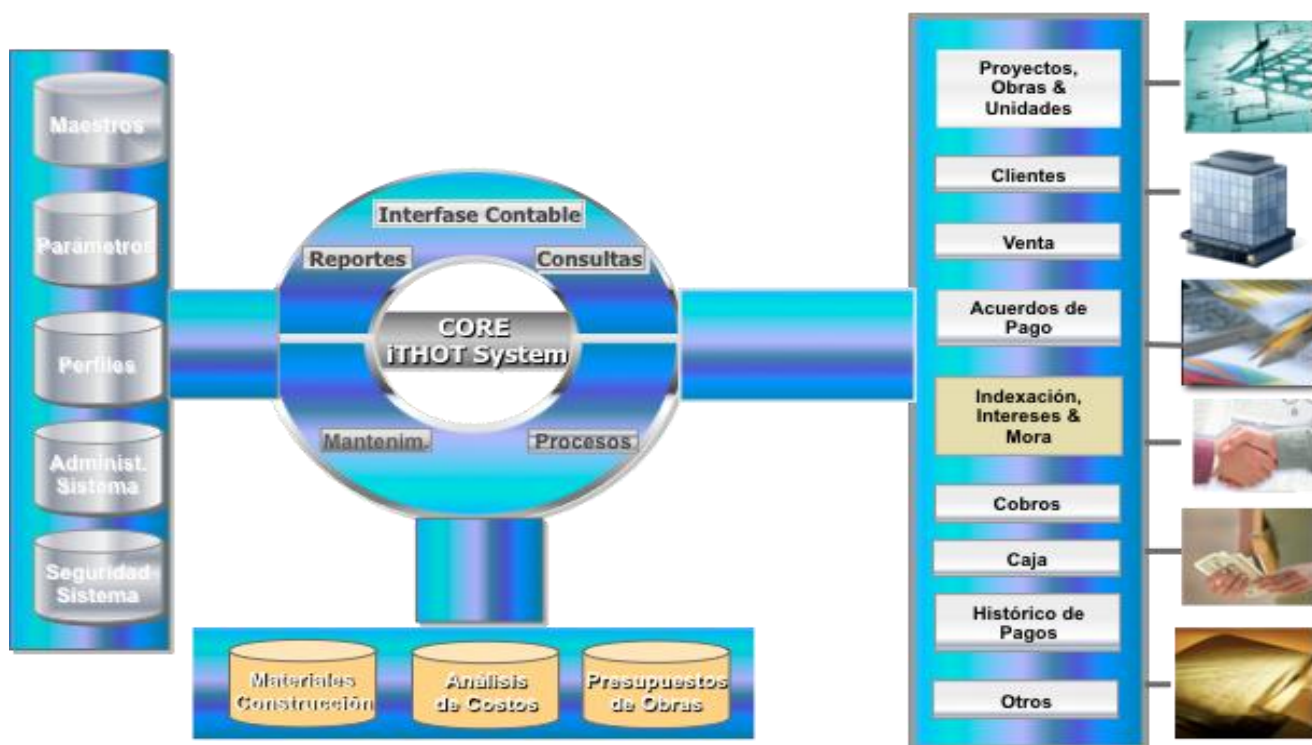 Maestros
Parámetros
Perfiles
Administ.
Sistema
Seguridad
Sistema
Interfase Contable
Reportes
Consultas
CORE
iTHOT System
Mantenim.
Procesos
Materiales
Construcción
Análisis
de Costos
Presupuestos
de Obras
Proyectos,
Obras &
Unidades
Clientes
Venta
Acuerdos de
Pago
Indexación,
Intereses &
Mora
Cobros
Caja
Histórico de
Pagos
Otros